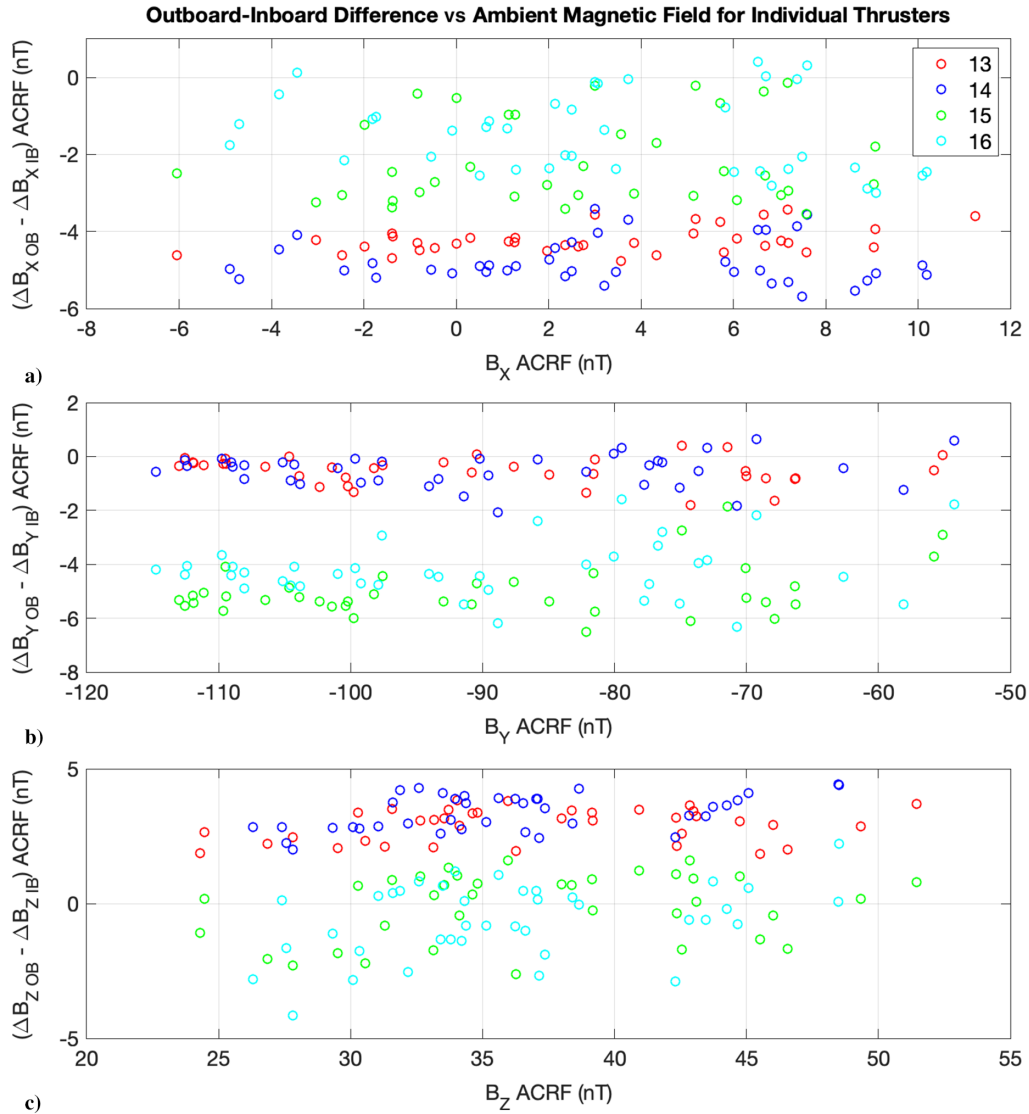 Outboard-Inboard Difference vs Ambient Magnetic Field for Individual Thrusters
(ΔB_X OB - ΔB_X IB) ACRF (nT)
0
-2
-4
-6
13
14
15
16
-8 -6 -4 -2 0 2 4 6 8 10 12
B_X ACRF (nT)
a)
(ΔB_Y OB - ΔB_Y IB) ACRF (nT)
2
0
-2
-4
-6
-8
-120 -110 -100 -90 -80 -70 -60 -50
B_Y ACRF (nT)
b)
(ΔB_Z OB - ΔB_Z IB) ACRF (nT)
5
0
-5
20 25 30 35 40 45 50 55
B_Z ACRF (nT)
c)